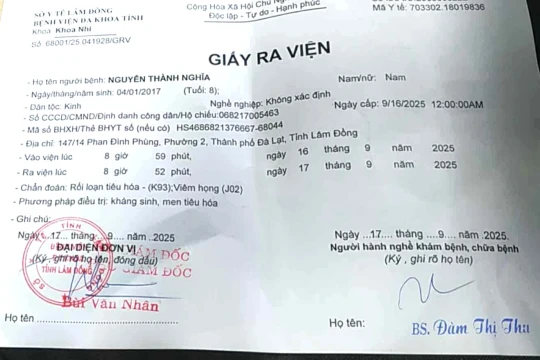 SỞ Y TẾ LÂM ĐỒNG
BỆNH VIỆN ĐA KHOA TỈNH
Khoa Khoa Nhi
Số 68001/25.041928/GRV
Cộng Hòa Xã Hội Chủ
Độc lập - Tự do - Hạnh phúc
Mã Y tế: 703302.18019836
GIẤY RA VIỆN
- Họ tên người bệnh: NGUYỄN THÀNH NGHĨA
Nam/nữ: Nam
- Ngày/tháng/năm sinh: 04/01/2017 (Tuổi: 8);
- Dân tộc: Kinh
Nghề nghiệp: Không xác định
- Số CCCD/CMND/Định danh công dân/Hộ chiếu:068217005463
Ngày cấp: 9/16/2025 12:00:00AM
- Mã số BHXH/Thẻ BHYT số (nếu có) HS4686821376667-68044
- Địa chỉ 147/14 Phan Đình Phùng, Phường 2, Thành phố Đà Lạt, Tỉnh Lâm Đồng
- Vào viện lúc 8 giờ 59 phút, ngày 16 tháng 9 năm 2025
- Ra viện lúc 8 giờ 52 phút, ngày 17 tháng 9 năm 2025
- Chẩn đoán: Rối loạn tiêu hóa - (K93);Viêm họng (J02)
- Phương pháp điều trị: kháng sinh, men tiêu hóa
- Ghi chú:
Ngày ..17... tháng ...9.... năm .2025
ĐẠI DIỆN ĐƠN VỊ
(Ký, ghi rõ họ tên, đóng dấu)
TỈNH LÂM ĐỒNG
GIÁM ĐỐC
GIÁM ĐỐC
Bùi Văn Nhân
Họ tên
Ngày ...17.... tháng ...9.... năm ..2025.
Người hành nghề khám bệnh, chữa bệnh
(Ký , ghi rõ họ tên)
Họ tên: BS. Đàm Thị Thu